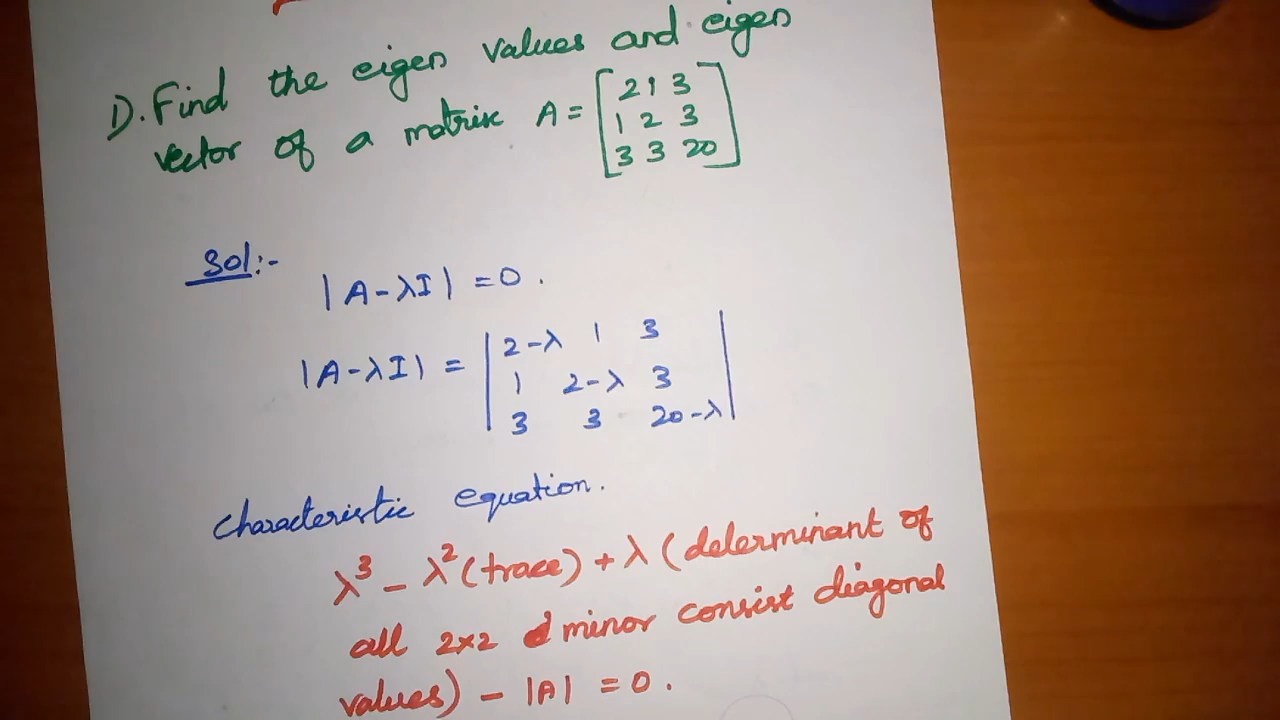 D. Find the eigen values and eigen
vector of a matrix A = [2 1 3
1 2 3
3 3 20]
Sol:-
|A-λI| = 0.
|A-λI| = |2-λ 1 3
1 2-λ 3
3 3 20-λ|
Characteristic equation.
λ³ - λ²(trace) + λ(determinant of
all 2x2 minor consist diagonal
values) - |A| = 0.